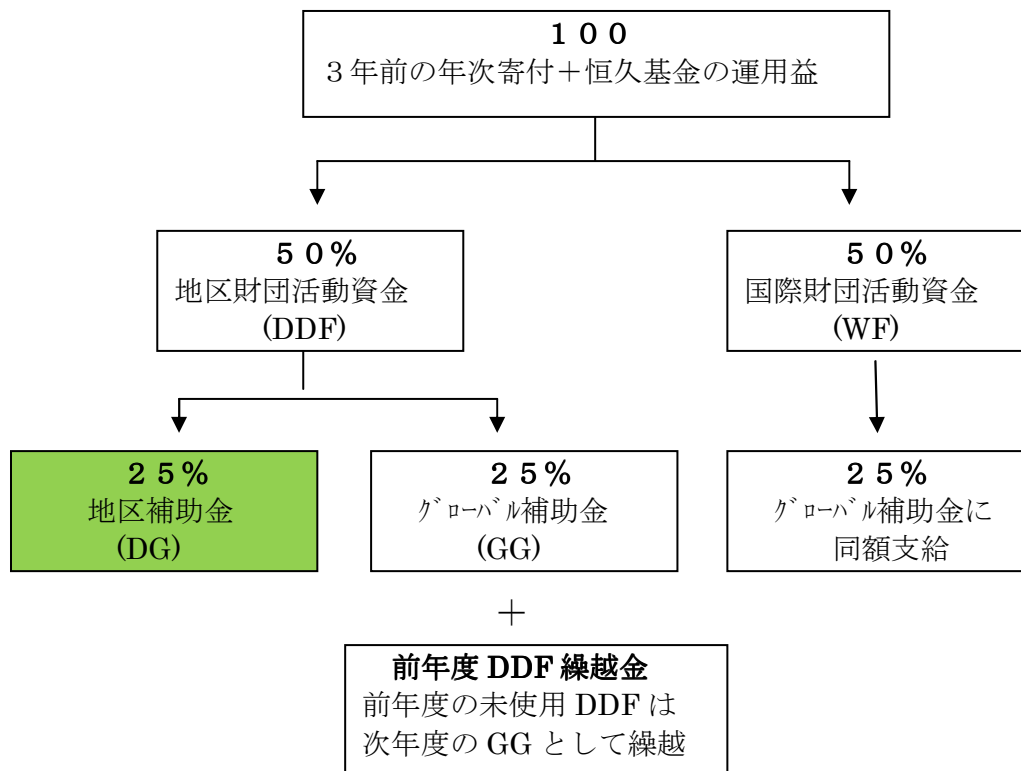 １００
３年前の年次寄付＋恒久基金の運用益
５０%
地区財団活動資金
(DDF)
５０%
国際財団活動資金
(WF)
２５%
地区補助金
(DG)
２５%
ｸﾞﾛｰﾊﾞﾙ補助金
(GG)
２５%
ｸﾞﾛｰﾊﾞﾙ補助金に
同額支給
＋
前年度 DDF 繰越金
前年度の未使用 DDF は
次年度の GG として繰越